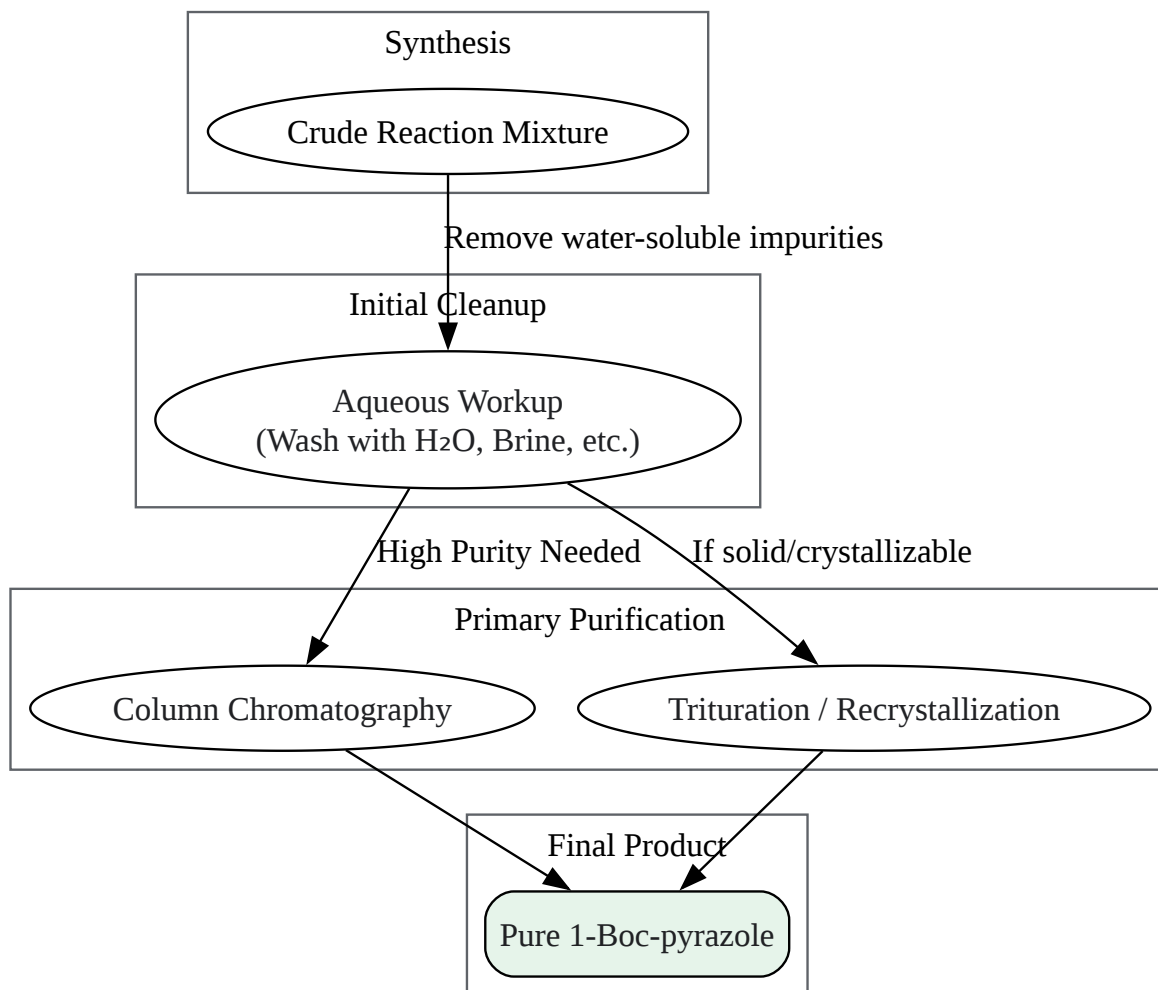 Synthesis
Crude Reaction Mixture
Remove water-soluble impurities
Initial Cleanup
Aqueous Workup
(Wash with H₂O, Brine, etc.)
High Purity Needed
If solid/crystallizable
Primary Purification
Column Chromatography
Trituration / Recrystallization
Final Product
Pure 1-Boc-pyrazole